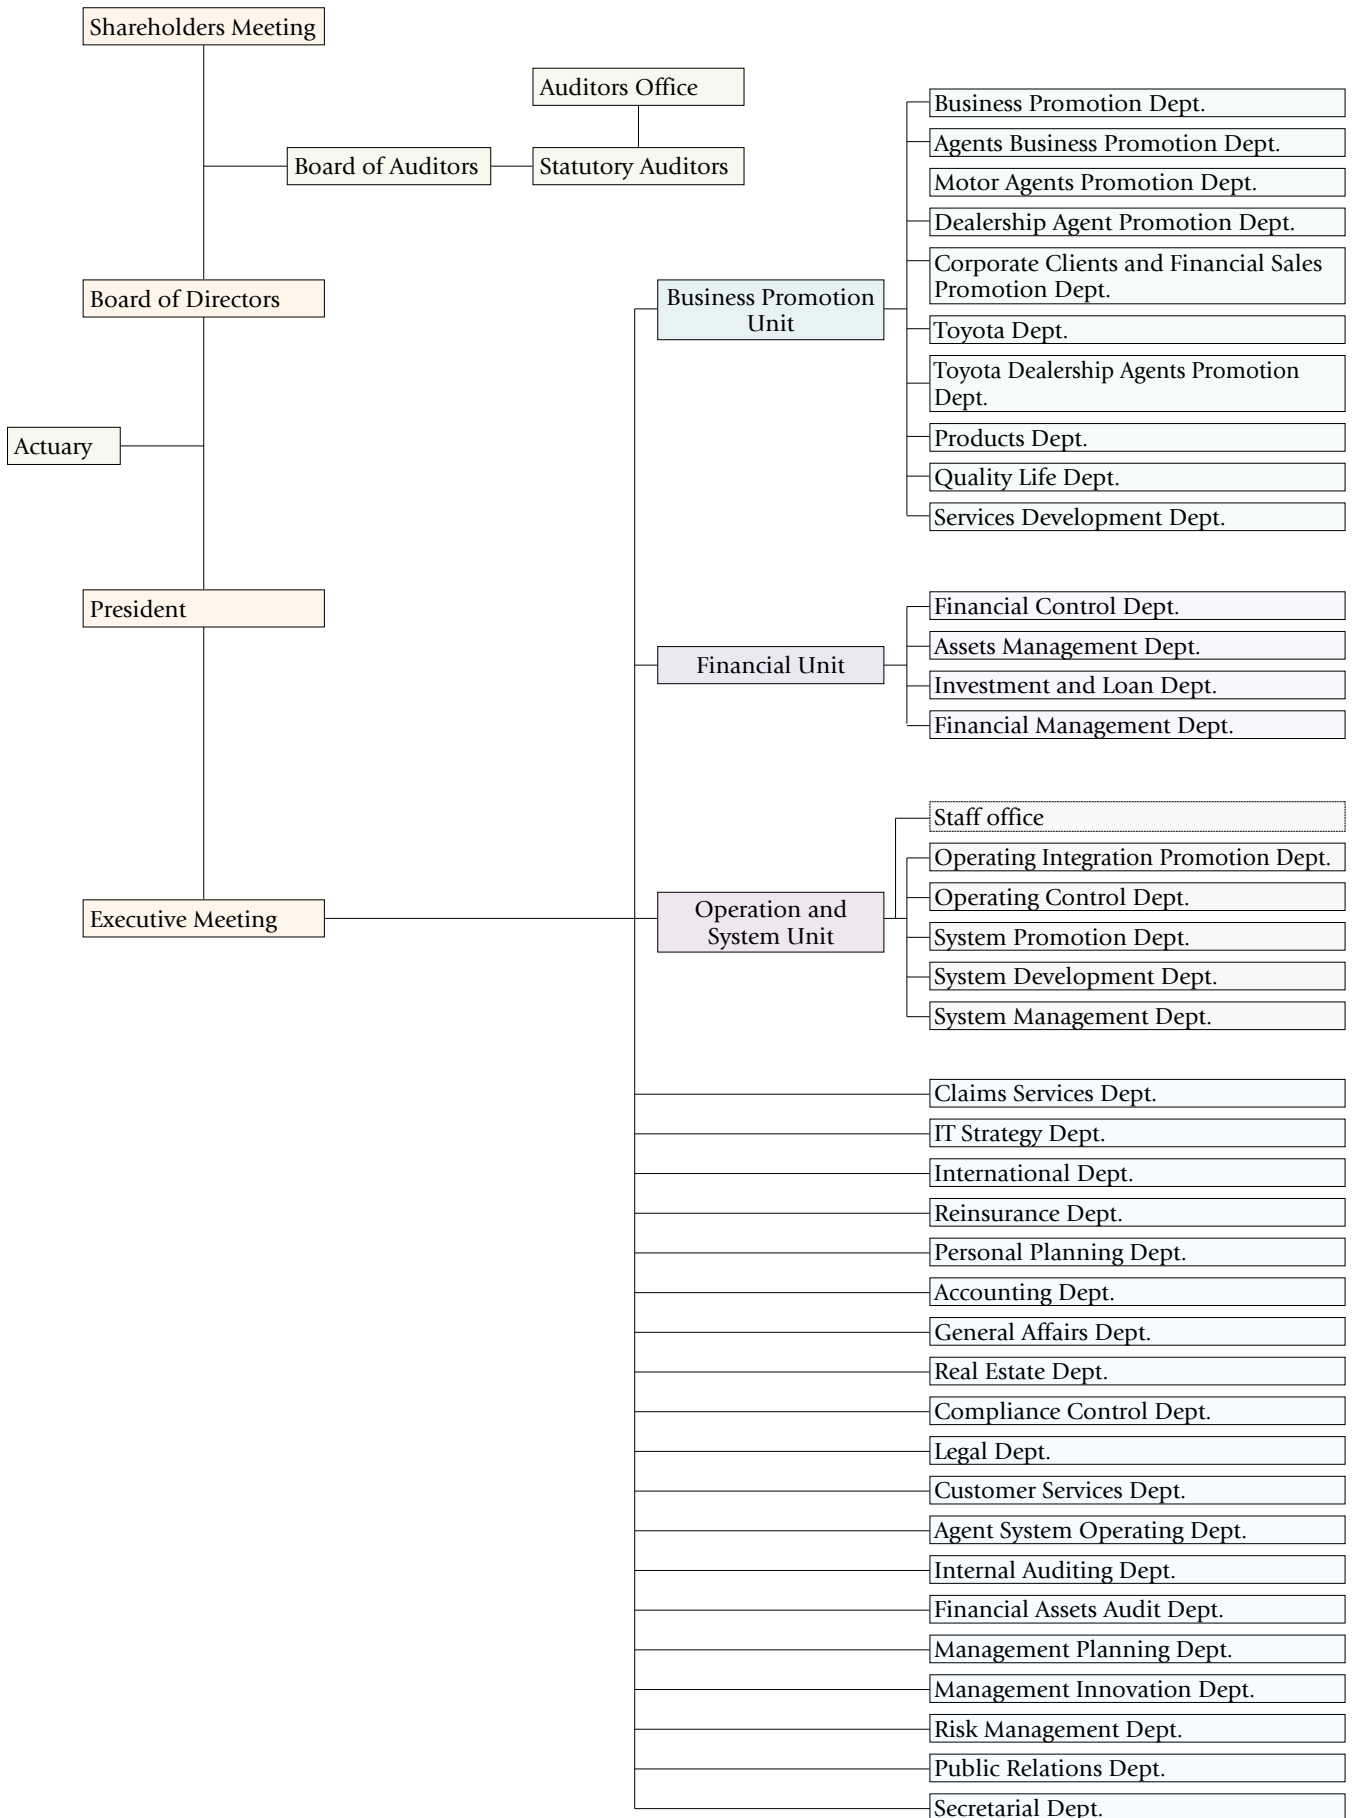 Shareholders Meeting
Auditors Office
Board of Auditors
Statutory Auditors
Board of Directors
Actuary
President
Executive Meeting
Business Promotion
Unit
Business Promotion Dept.
Agents Business Promotion Dept.
Motor Agents Promotion Dept.
Dealership Agent Promotion Dept.
Corporate Clients and Financial Sales
Promotion Dept.
Toyota Dept.
Toyota Dealership Agents Promotion
Dept.
Products Dept.
Quality Life Dept.
Services Development Dept.
Financial Unit
Financial Control Dept.
Assets Management Dept.
Investment and Loan Dept.
Financial Management Dept.
Operation and
System Unit
Staff office
Operating Integration Promotion Dept.
Operating Control Dept.
System Promotion Dept.
System Development Dept.
System Management Dept.
Claims Services Dept.
IT Strategy Dept.
International Dept.
Reinsurance Dept.
Personal Planning Dept.
Accounting Dept.
General Affairs Dept.
Real Estate Dept.
Compliance Control Dept.
Legal Dept.
Customer Services Dept.
Agent System Operating Dept.
Internal Auditing Dept.
Financial Assets Audit Dept.
Management Planning Dept.
Management Innovation Dept.
Risk Management Dept.
Public Relations Dept.
Secretarial Dept.